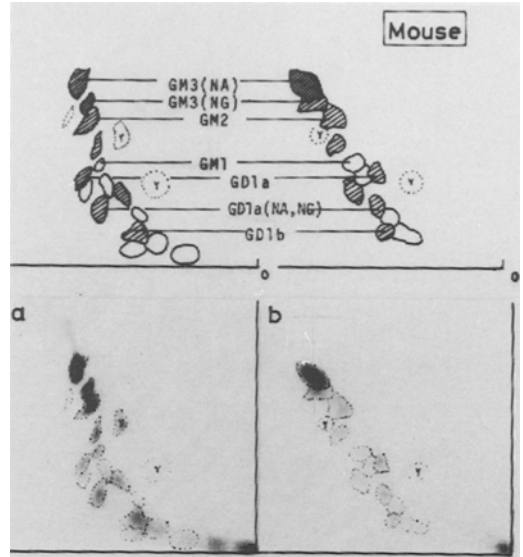 Mouse
GM3(NA)
GM3(NG)
GM2
Y Y
GM1
Y GD1a Y
GD1a(NA,NG)
GD1b
O O
a b
Y
Y Y